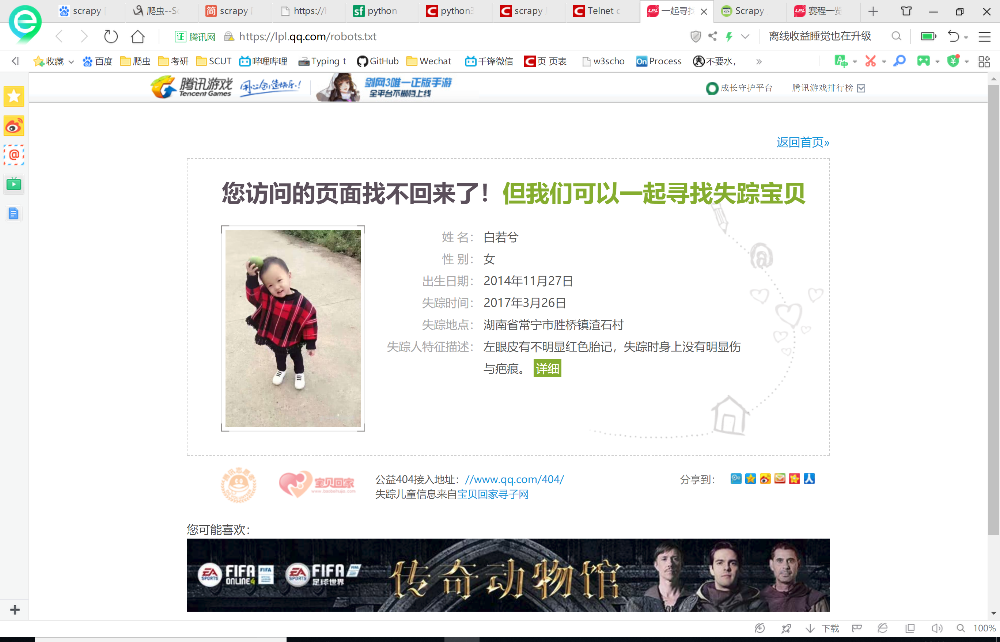 scrapy
爬虫--Sc
scrapy
https://l
python
python3
scrapy
Telnet c
一起寻找
Scrapy
赛程一览
证 腾讯网 https://lpl.qq.com/robots.txt
离线收益睡觉也在升级
收藏 百度 爬虫 考研 SCUT 哔哩哔哩 Typing t GitHub Wechat 千锋微信 页 页表 w3scho On Process 不要水, »
腾讯游戏
Tencent Games
用心创造快乐!
剑网3唯一正版手游
全平台不删档上线
成长守护平台
腾讯游戏排行榜
返回首页»
您访问的页面找不回来了！但我们可以一起寻找失踪宝贝
姓 名： 白若兮
性 别： 女
出生日期： 2014年11月27日
失踪时间： 2017年3月26日
失踪地点： 湖南省常宁市胜桥镇渣石村
失踪人特征描述： 左眼皮有不明显红色胎记，失踪时身上没有明显伤
与疤痕。 详细
腾讯志愿者
宝贝回家
www.baobeihuijia.com
公益404接入地址：//www.qq.com/404/
失踪儿童信息来自宝贝回家寻子网
分享到：
您可能喜欢：
EA SPORTS FIFA ONLINE4 FIFA
EA SPORTS FIFA 足球世界 FIFA
传奇动物馆
下载
100%